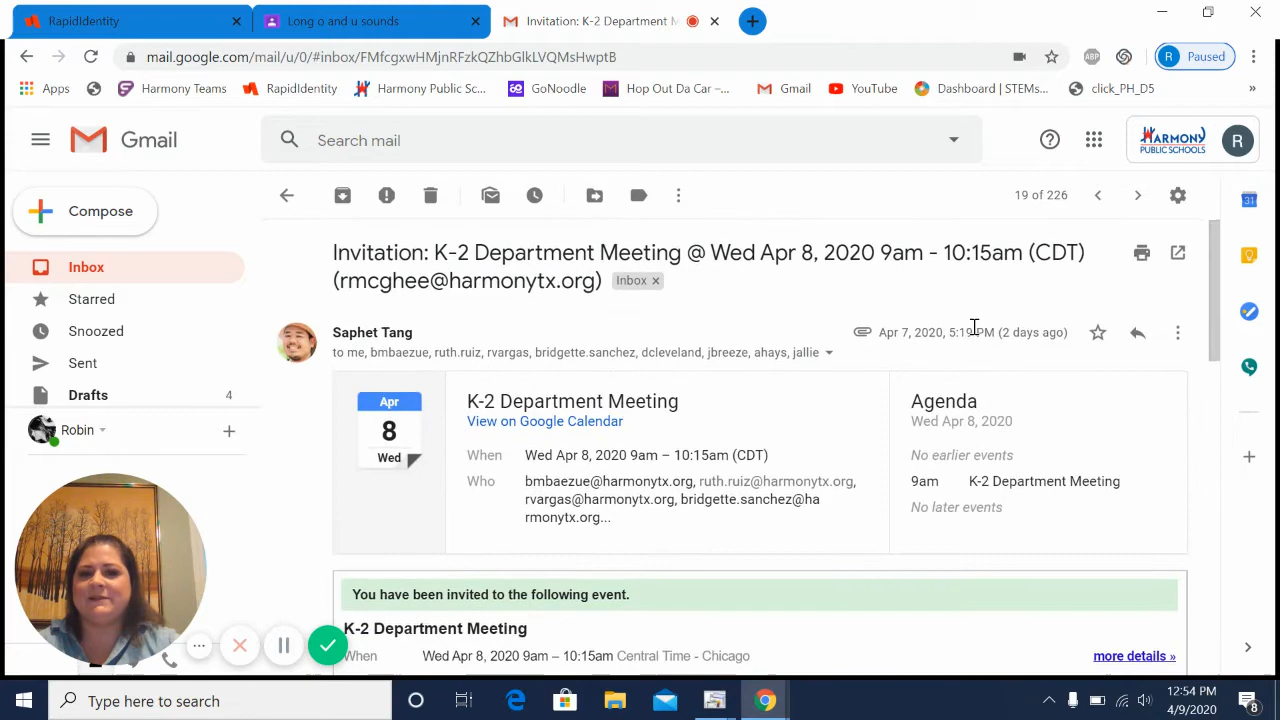 RapidIdentity
Long o and u sounds
Invitation: K-2 Department M
mail.google.com/mail/u/0/#inbox/FMfcgxwHMjnRFzkQZhbGlkLVQMsHwptB
ABP
R Paused
Apps
Harmony Teams
RapidIdentity
Harmony Public Sc...
GoNoodle
Hop Out Da Car –...
Gmail
YouTube
Dashboard | STEMs...
click_PH_D5
»
Gmail
Search mail
HARMONY
PUBLIC SCHOOLS
R
Compose
19 of 226
31
Invitation: K-2 Department Meeting @ Wed Apr 8, 2020 9am - 10:15am (CDT)
(rmcghee@harmonytx.org) Inbox ×
Inbox
Starred
Snoozed
Sent
Drafts 4
Robin
Saphet Tang
Apr 7, 2020, 5:19 PM (2 days ago)
to me, bmbaezue, ruth.ruiz, rvargas, bridgette.sanchez, dcleveland, jbreeze, ahays, jallie
Apr
8
Wed
K-2 Department Meeting
View on Google Calendar
When Wed Apr 8, 2020 9am – 10:15am (CDT)
Who bmbaezue@harmonytx.org, ruth.ruiz@harmonytx.org,
rvargas@harmonytx.org, bridgette.sanchez@ha
rmonytx.org...
Agenda
Wed Apr 8, 2020
No earlier events
9am K-2 Department Meeting
No later events
You have been invited to the following event.
K-2 Department Meeting
When Wed Apr 8, 2020 9am – 10:15am Central Time - Chicago
more details »
Type here to search
12:54 PM
4/9/2020
8